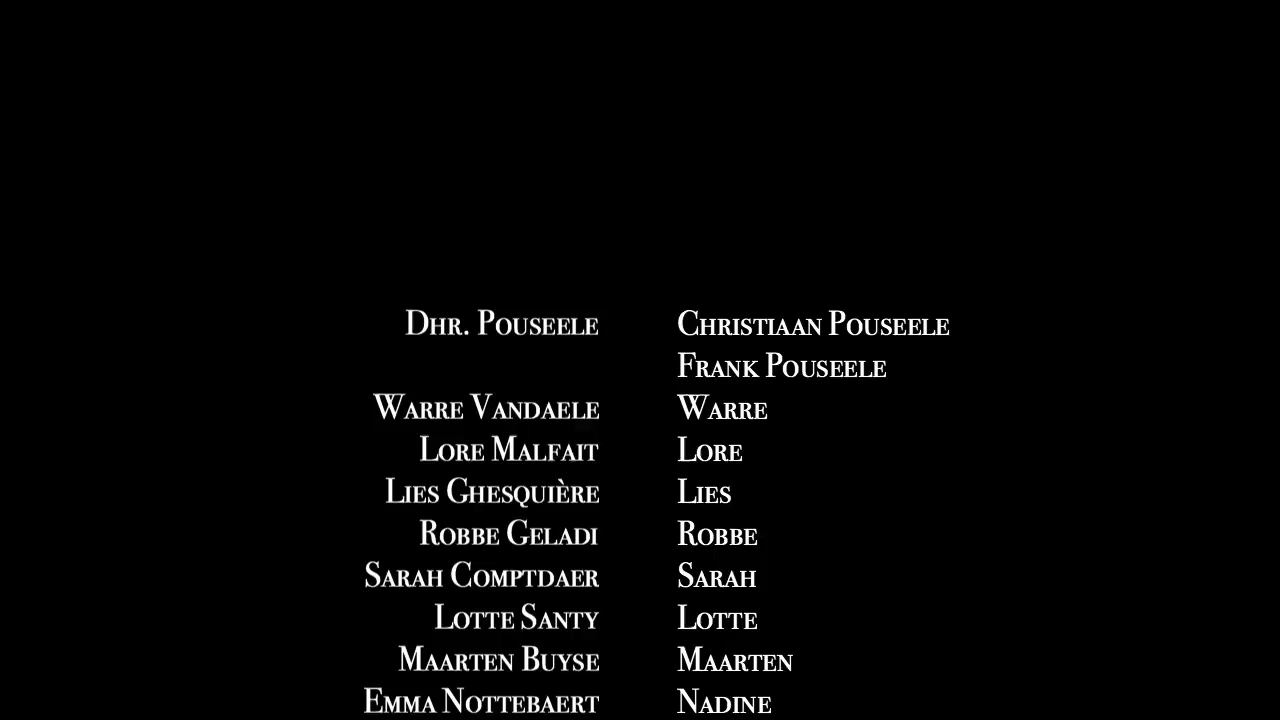 Dhr. Pouseele Christiaan Pouseele
Frank Pouseele
Warre Vandaele Warre
Lore Malfait Lore
Lies Ghesquière Lies
Robbe Geladi Robbe
Sarah Comptdaer Sarah
Lotte Santy Lotte
Maarten Buyse Maarten
Emma Nottebaert Nadine